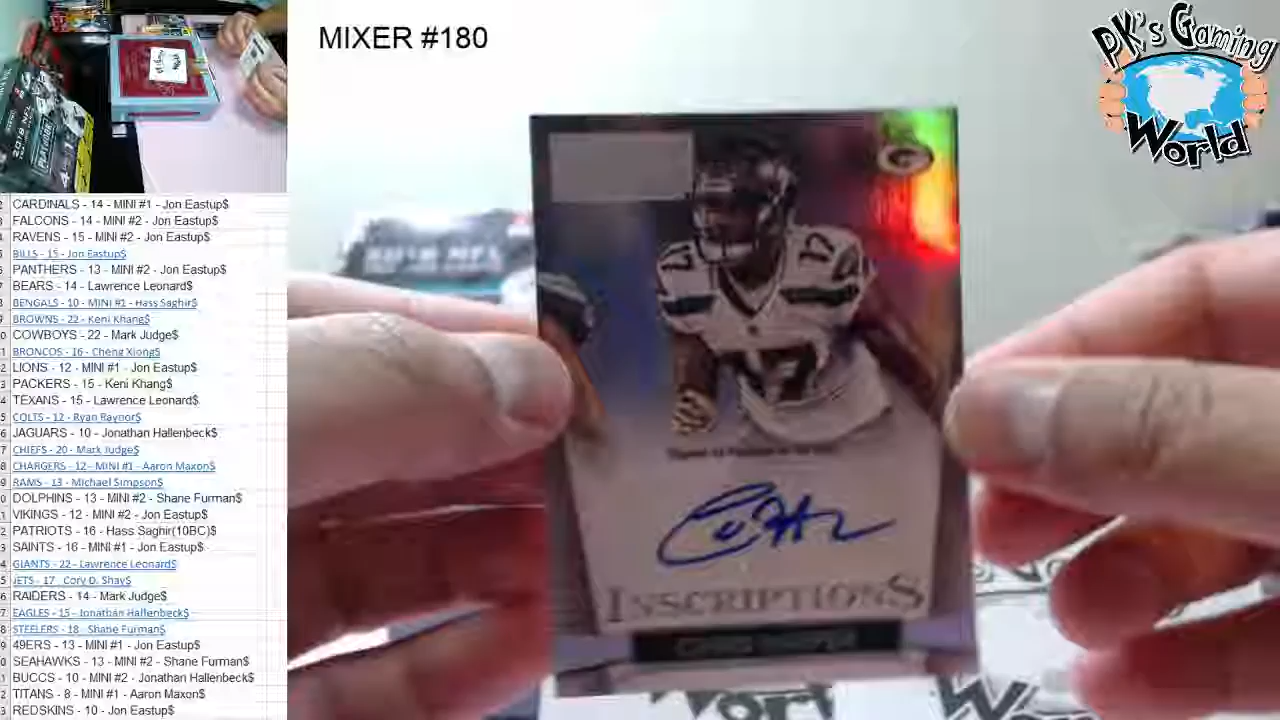 MIXER #180
PK's Gaming
World
CARDINALS - 14 - MINI #1 - Jon Eastup$
FALCONS - 14 - MINI #2 - Jon Eastup$
RAVENS - 15 - MINI #2 - Jon Eastup$
BILLS - 15 - Jon Eastup$
PANTHERS - 13 - MINI #2 - Jon Eastup$
BEARS - 14 - Lawrence Leonard$
BENGALS - 10 - MINI #1 - Hass Saghir$
BROWNS - 22 - Keni Khang$
COWBOYS - 22 - Mark Judge$
BRONCOS - 16 - Cheng Xiong$
LIONS - 12 - MINI #1 - Jon Eastup$
PACKERS - 15 - Keni Khang$
TEXANS - 15 - Lawrence Leonard$
COLTS - 12 - Ryan Raynor$
JAGUARS - 10 - Jonathan Hallenbeck$
CHIEFS - 20 - Mark Judge$
CHARGERS - 12 - MINI #1 - Aaron Maxon$
RAMS - 13 - Michael Simpson$
DOLPHINS - 13 - MINI #2 - Shane Furman$
VIKINGS - 12 - MINI #2 - Jon Eastup$
PATRIOTS - 16 - Hass Saghir(10BC)$
SAINTS - 16 - MINI #1 - Jon Eastup$
GIANTS - 22 - Lawrence Leonard$
JETS - 17 - Cory D. Shay$
RAIDERS - 14 - Mark Judge$
EAGLES - 15 - Jonathan Hallenbeck$
STEELERS - 18 - Shane Furman$
49ERS - 13 - MINI #1 - Jon Eastup$
SEAHAWKS - 13 - MINI #2 - Shane Furman$
BUCCS - 10 - MINI #2 - Jonathan Hallenbeck$
TITANS - 8 - MINI #1 - Aaron Maxon$
REDSKINS - 10 - Jon Eastup$
G
17
17
17
INSCRIPTIONS
2018 NFL
World
W